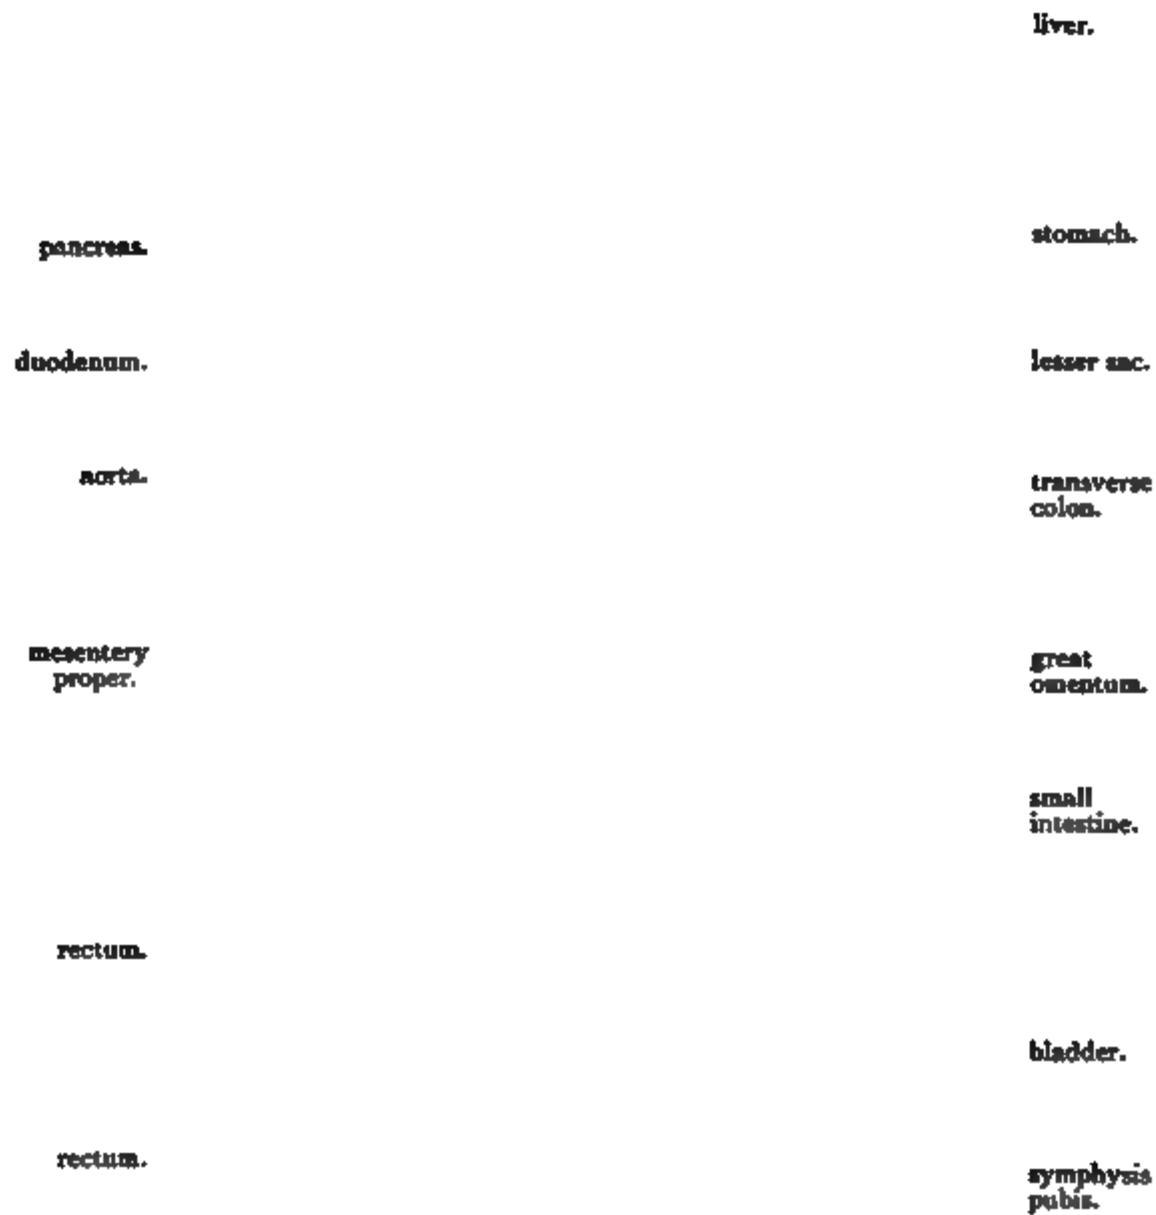 liver.
pancreas.
stomach.
duodenum.
lesser sac.
aorta.
transverse
colon.
mesentery
proper.
great
omentum.
small
intestine.
rectum.
bladder.
rectum.
symphysis
pubis.